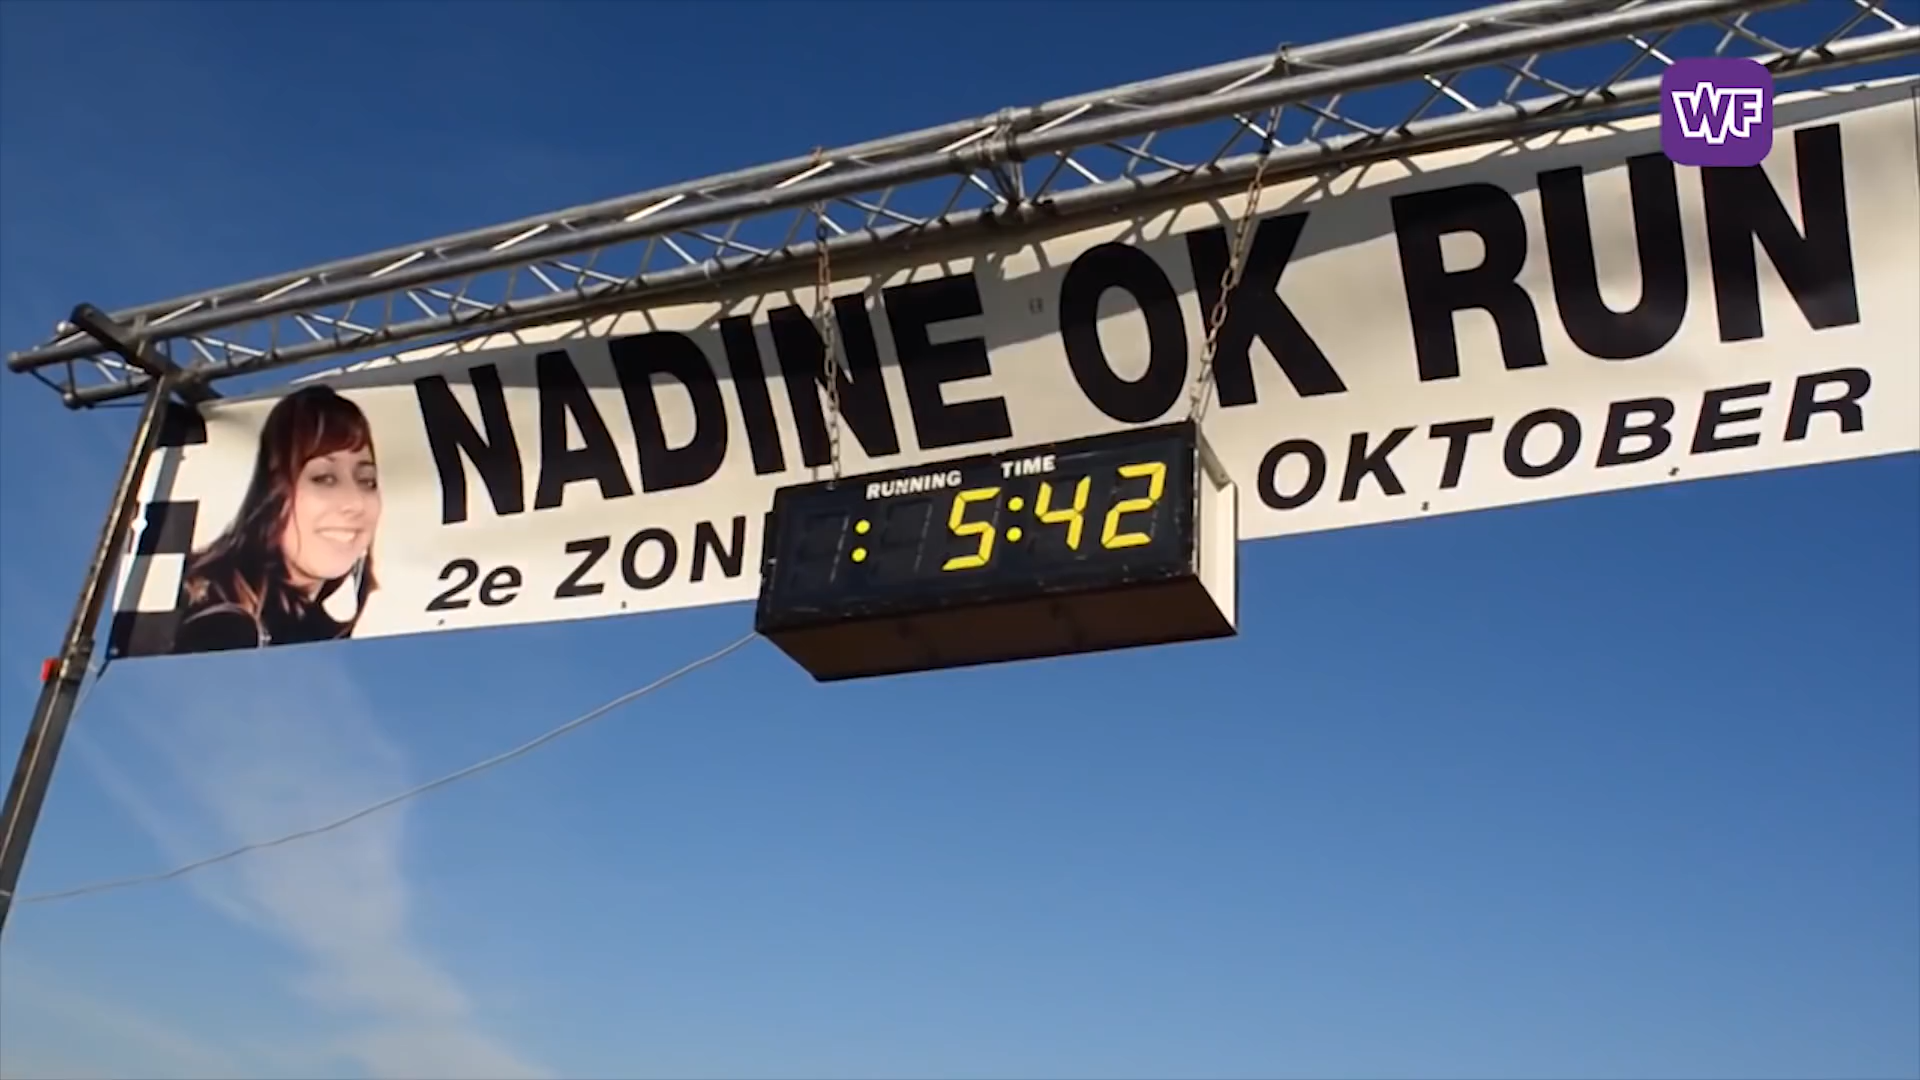 WF
NADINE OK RUN
2e ZON OKTOBER
RUNNING TIME
: 5:42